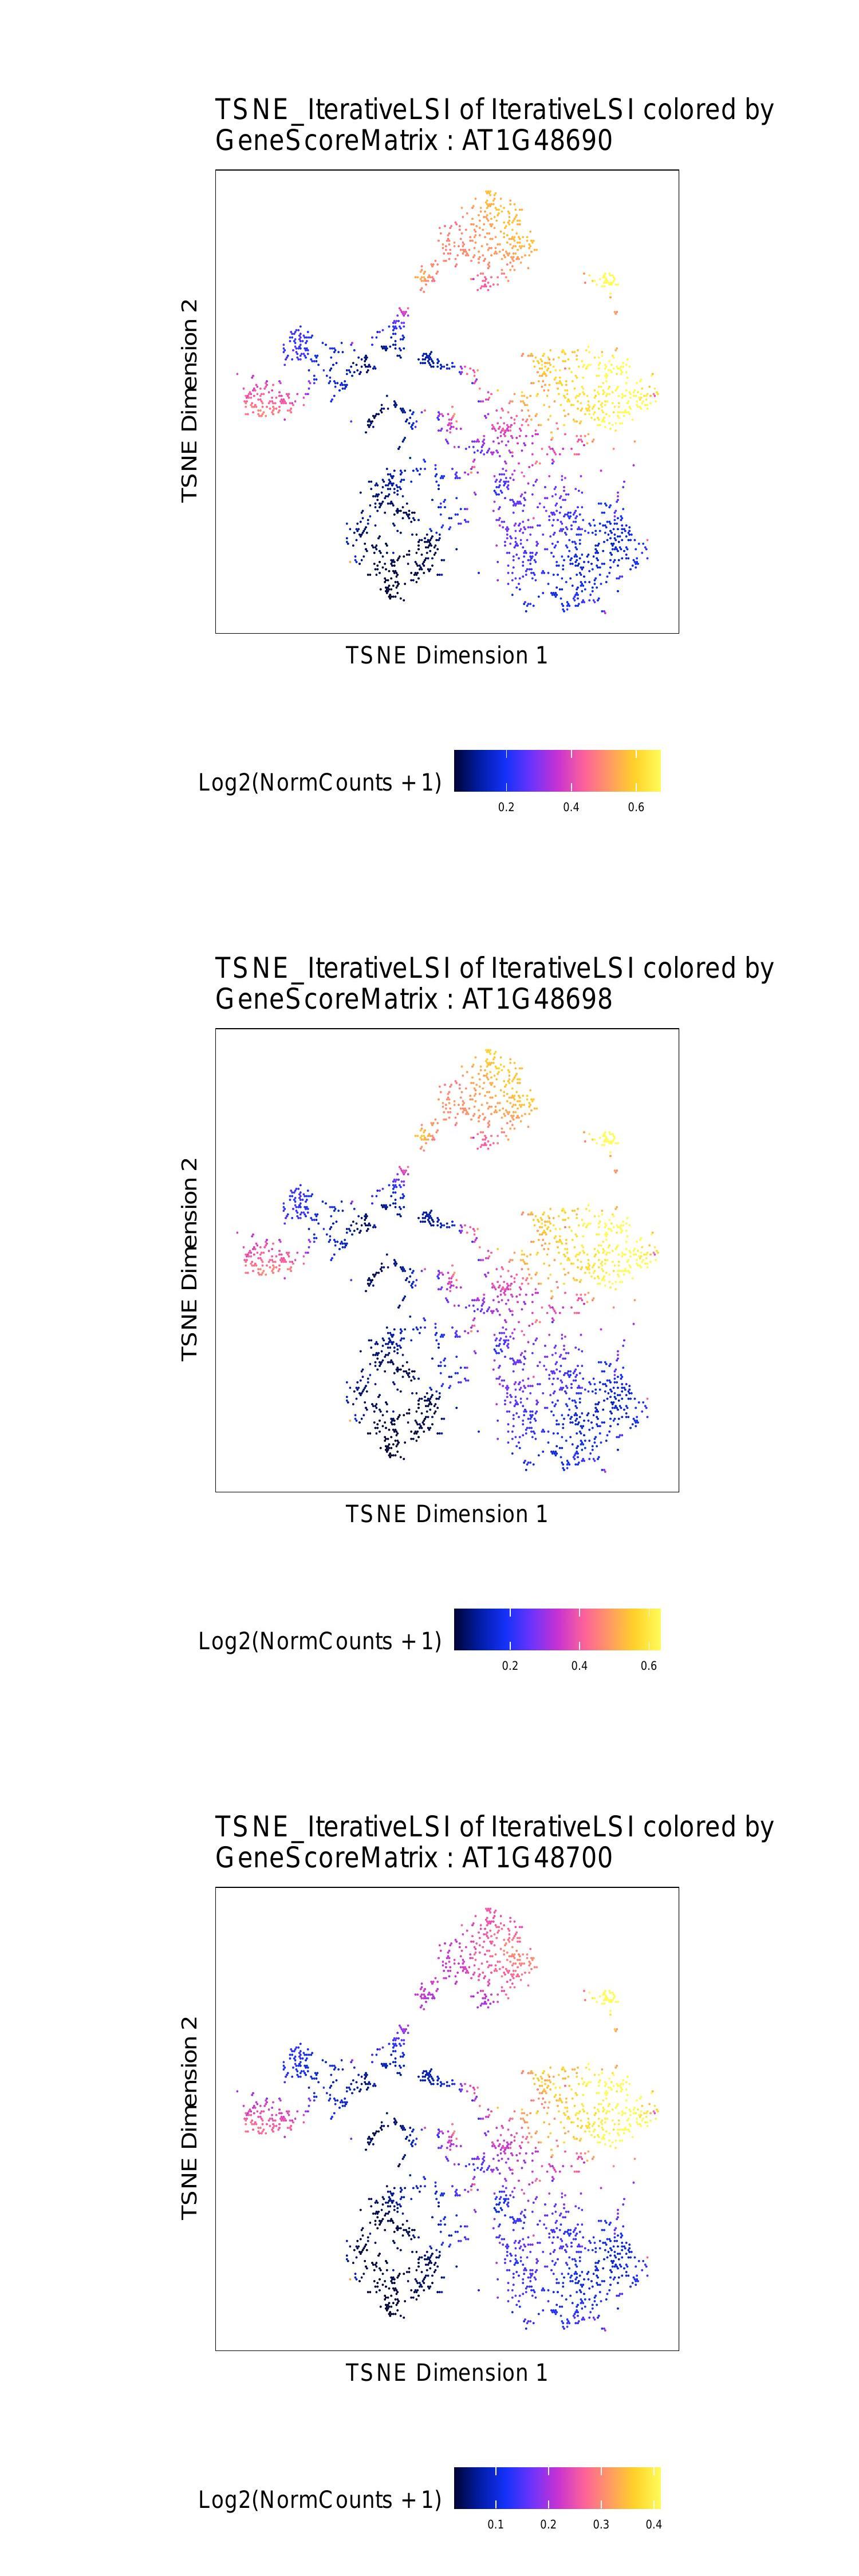 TSNE_IterativeLSI of IterativeLSI colored by
GeneScoreMatrix : AT1G48690
TSNE Dimension 2
TSNE Dimension 1
Log2(NormCounts + 1)
0.2 0.4 0.6
TSNE_IterativeLSI of IterativeLSI colored by
GeneScoreMatrix : AT1G48698
TSNE Dimension 2
TSNE Dimension 1
Log2(NormCounts + 1)
0.2 0.4 0.6
TSNE_IterativeLSI of IterativeLSI colored by
GeneScoreMatrix : AT1G48700
TSNE Dimension 2
TSNE Dimension 1
Log2(NormCounts + 1)
0.1 0.2 0.3 0.4